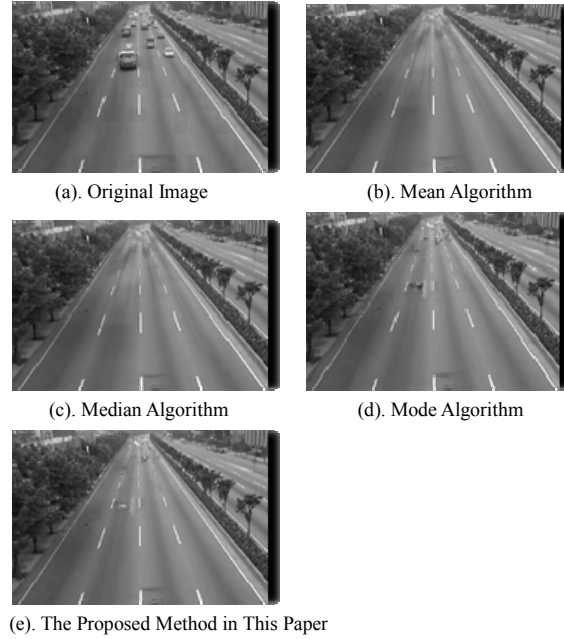 (a). Original Image
(b). Mean Algorithm
(c). Median Algorithm
(d). Mode Algorithm
(e). The Proposed Method in This Paper